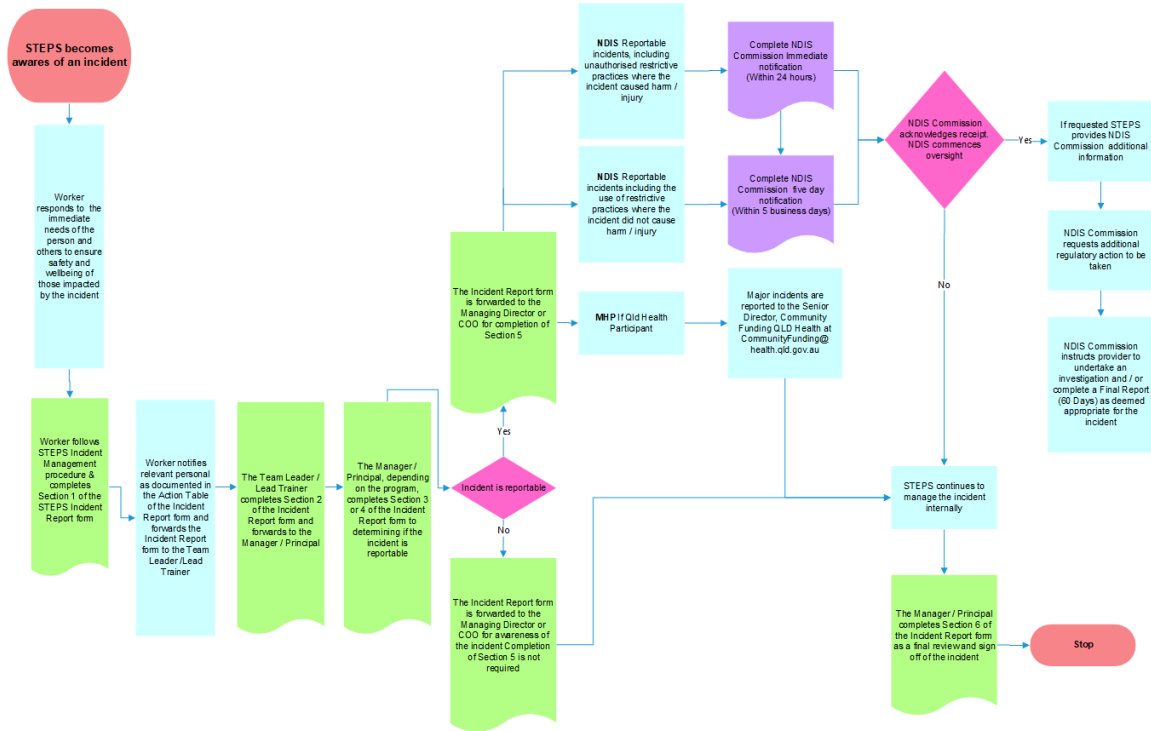 STEPS becomes
awares of an incident
Worker
responds to the
immediate
needs of the
person and
others to ensure
safety and
wellbeing of
those impacted
by the incident
Worker follows
STEPS Incident
Management
procedure &
completes
Section 1 of the
STEPS Incident
Report form
Worker notifies
relevant personal
as documented in
the Action Table
of the Incident
Report form and
forwards the
Incident Report
form to the Team
Leader /Lead
Trainer
The Team Leader /
Lead Trainer
completes Section 2
of the Incident
Report form and
forwards to the
Manager / Principal
The Manager /
Principal, depending
on the program,
completes Section 3
or 4 of the Incident
Report form to
determining if the
incident is
reportable
Incident is reportable
Yes
No
The Incident Report form
is forwarded to the
Managing Director or
COO for completion of
Section 5
The Incident Report form
is forwarded to the
Managing Director or
COO for awareness of
the incident Completion
of Section 5 is not
required
NDIS Reportable
incidents, including
unauthorised restrictive
practices where the
incident caused harm /
injury
NDIS Reportable
incidents including the
use of restrictive
practices where the
incident did not cause
harm / injury
MHP If Qld Health
Participant
Complete NDIS
Commission Immediate
notification
(Within 24 hours)
Complete NDIS
Commission five day
notification
(Within 5 business days)
Major incidents are
reported to the Senior
Director, Community
Funding QLD Health at
CommunityFunding@
health.qld.gov.au
NDIS Commission
acknowledges receipt,
NDIS commences
oversight
Yes
No
If requested STEPS
provides NDIS
Commission additional
information
NDIS Commission
requests additional
regulatory action to be
taken
NDIS Commission
instructs provider to
undertake an
investigation and / or
complete a Final Report
(60 Days) as deemed
appropriate for the
incident
STEPS continues to
manage the incident
internally
The Manager / Principal
completes Section 6 of
the Incident Report form
as a final review and sign
off of the incident
Stop